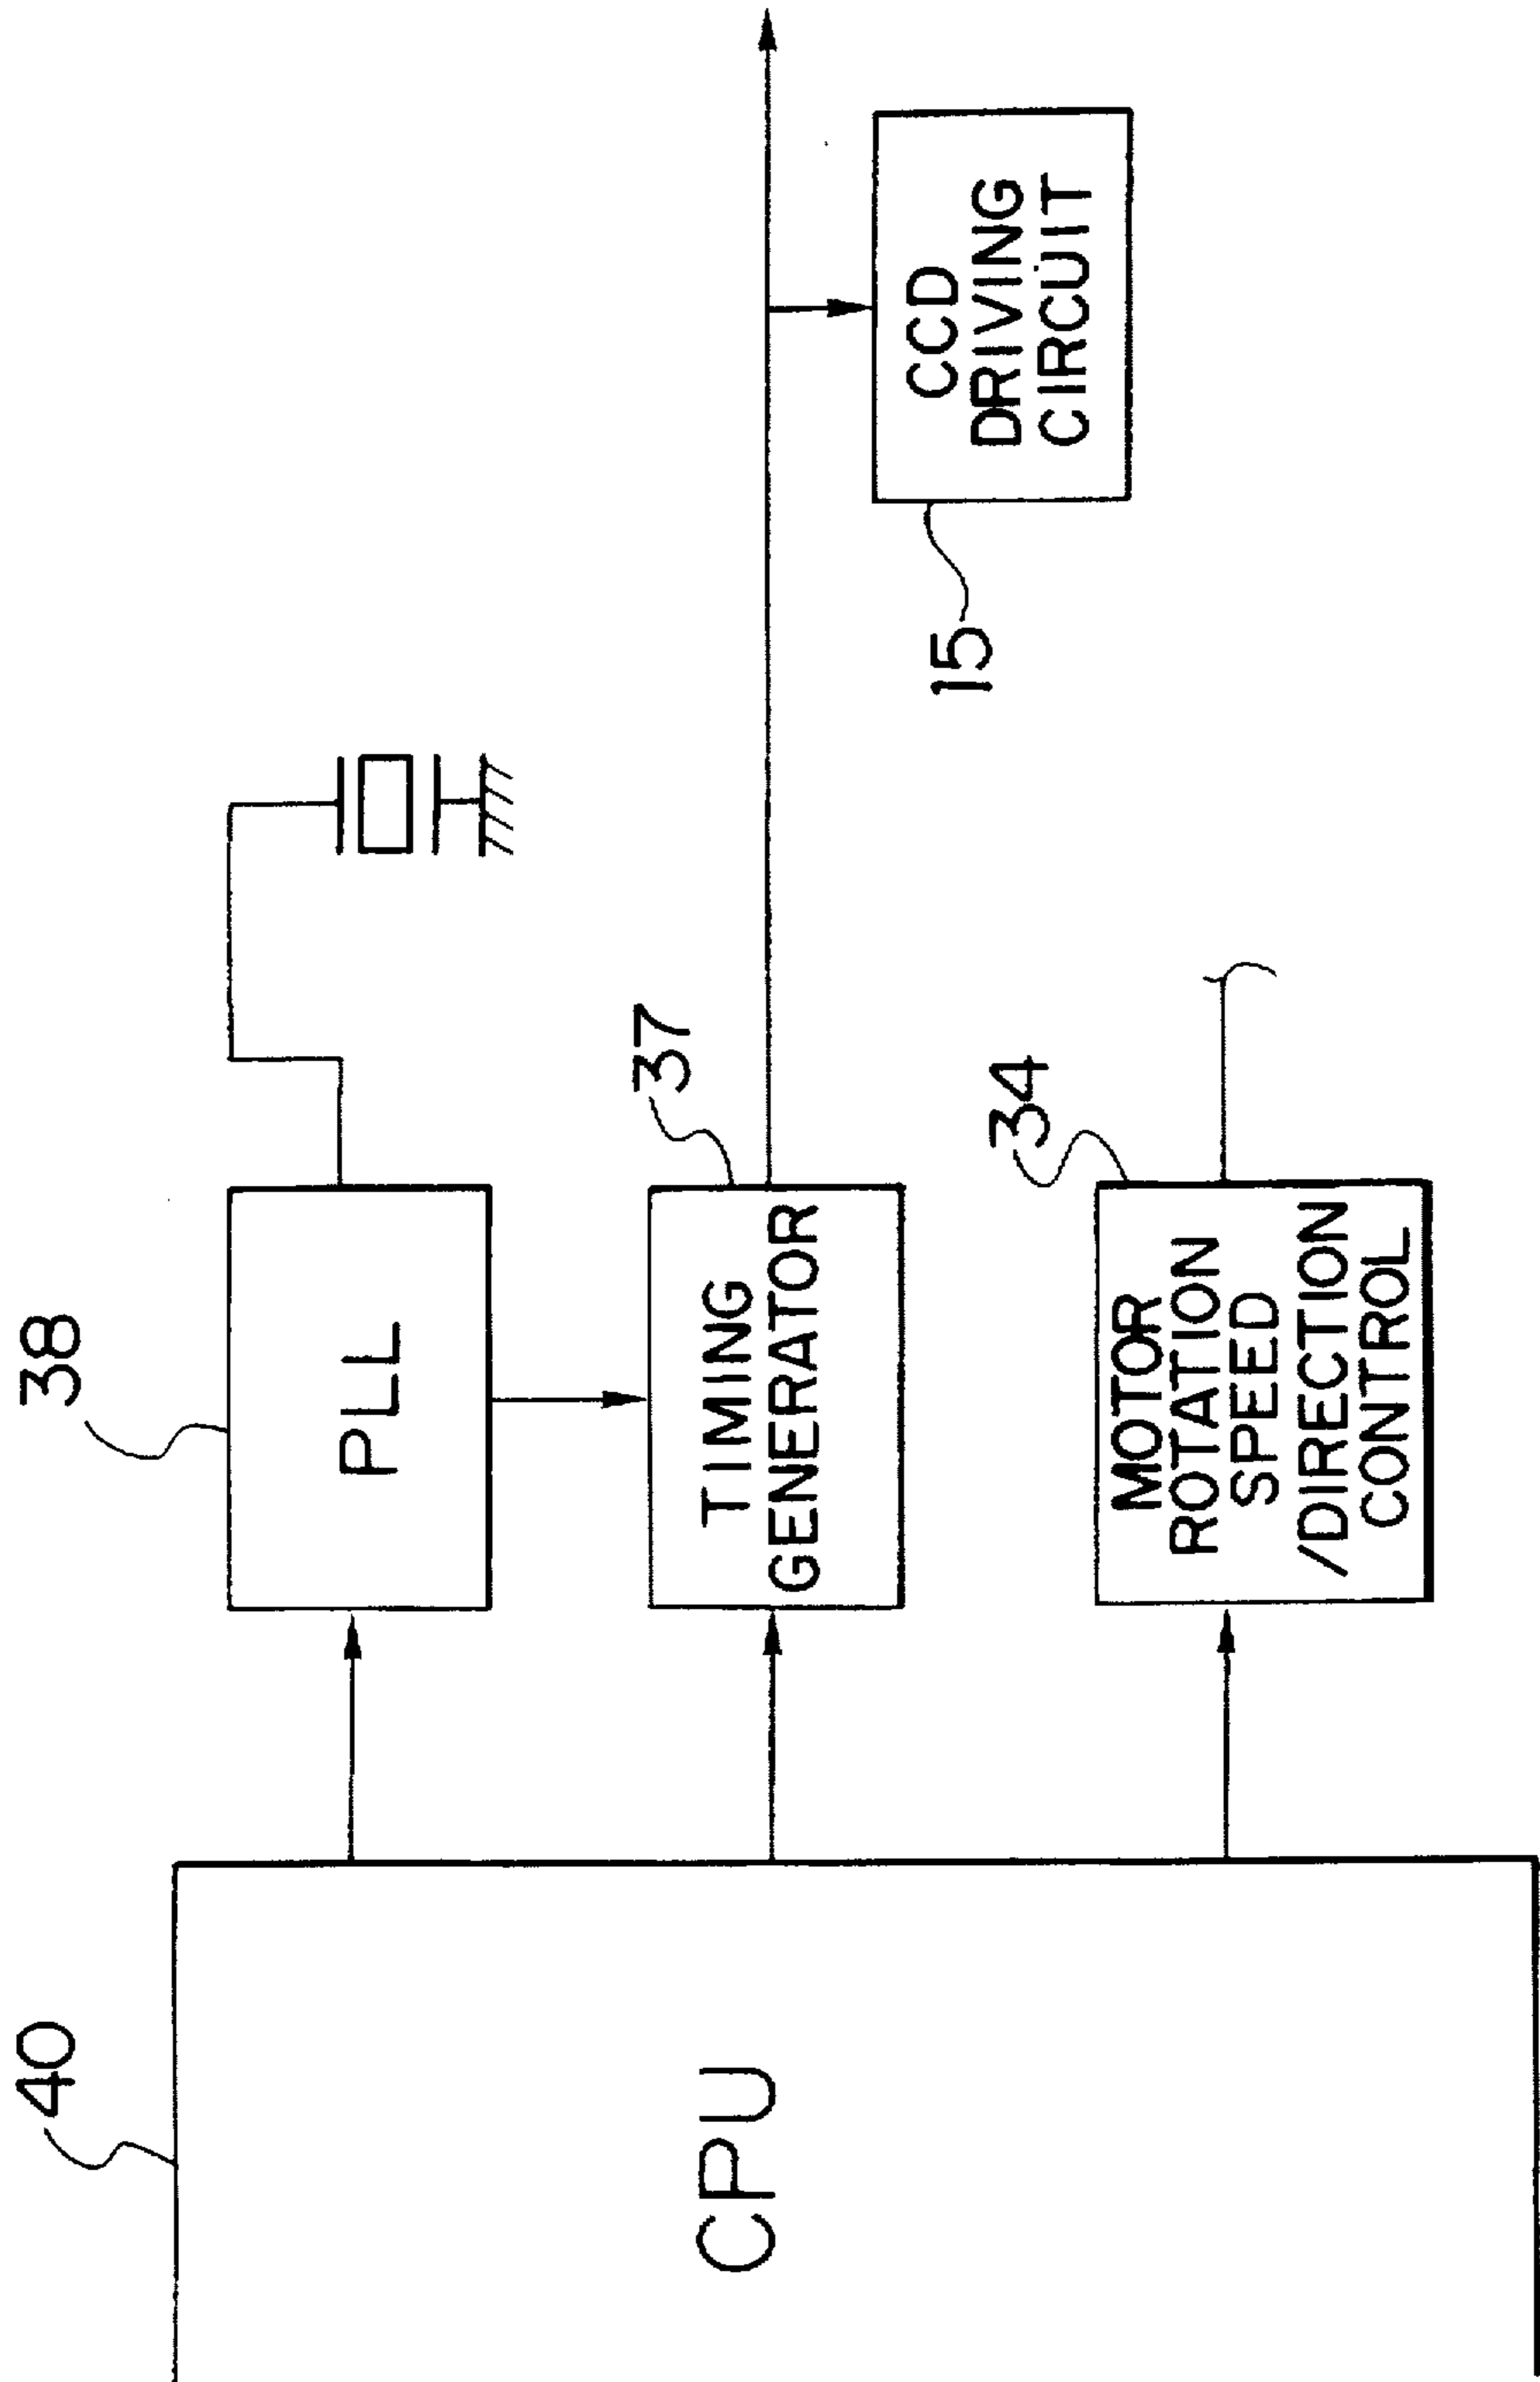 40
CPU
38
PLL
37
TIMING
GENERATOR
34
MOTOR
ROTATION
SPEED
/DIRECTION
CONTROL
15
CCD
DRIVING
CIRCUIT